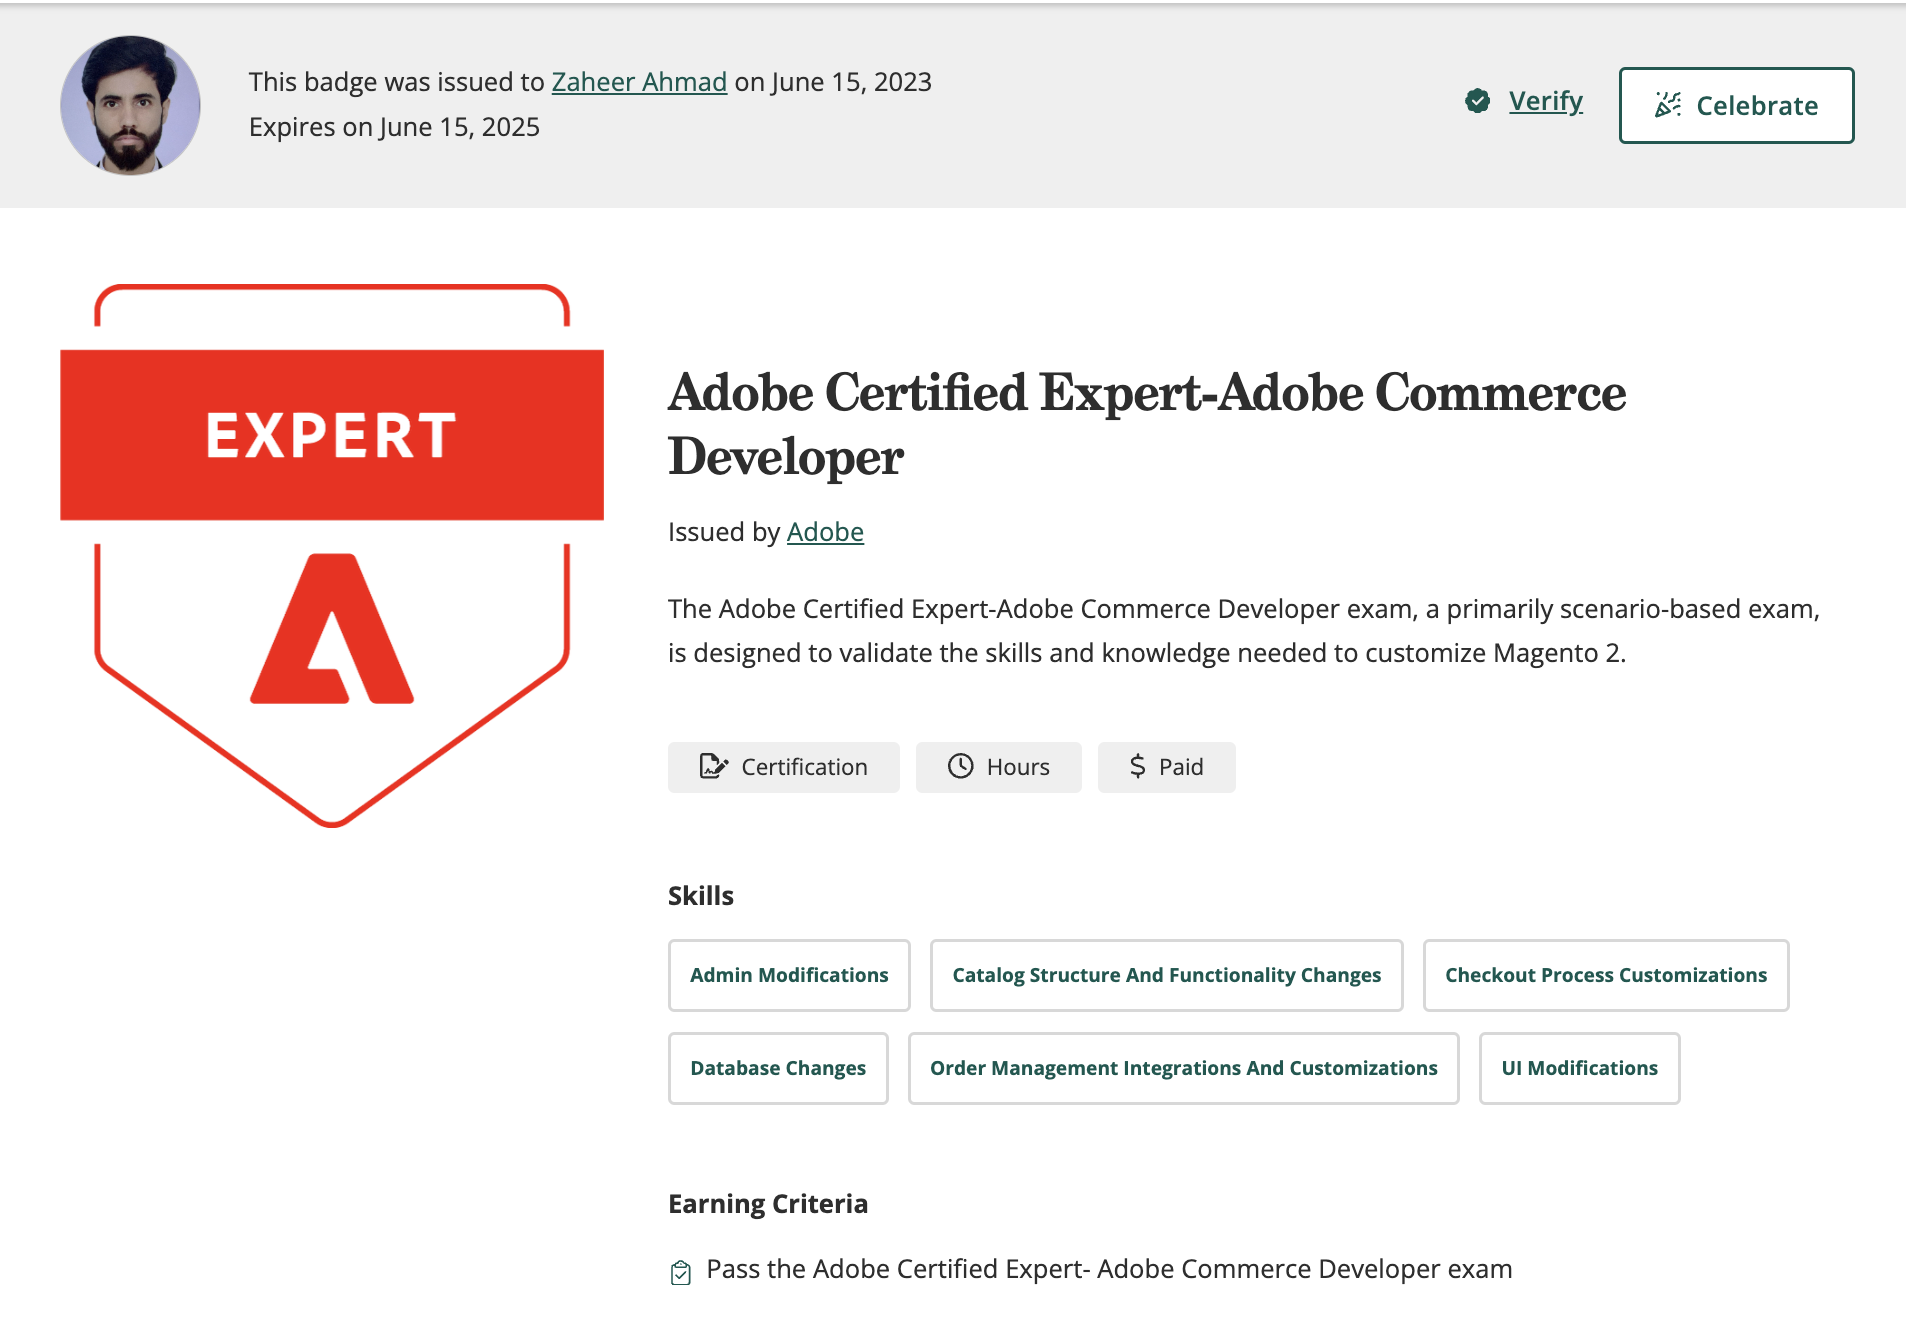 This badge was issued to Zaheer Ahmad on June 15, 2023
Expires on June 15, 2025
Verify
Celebrate
EXPERT
Adobe Certified Expert-Adobe Commerce
Developer
Issued by Adobe
The Adobe Certified Expert-Adobe Commerce Developer exam, a primarily scenario-based exam,
is designed to validate the skills and knowledge needed to customize Magento 2.
Certification
Hours
$ Paid
Skills
Admin Modifications
Catalog Structure And Functionality Changes
Checkout Process Customizations
Database Changes
Order Management Integrations And Customizations
UI Modifications
Earning Criteria
Pass the Adobe Certified Expert- Adobe Commerce Developer exam